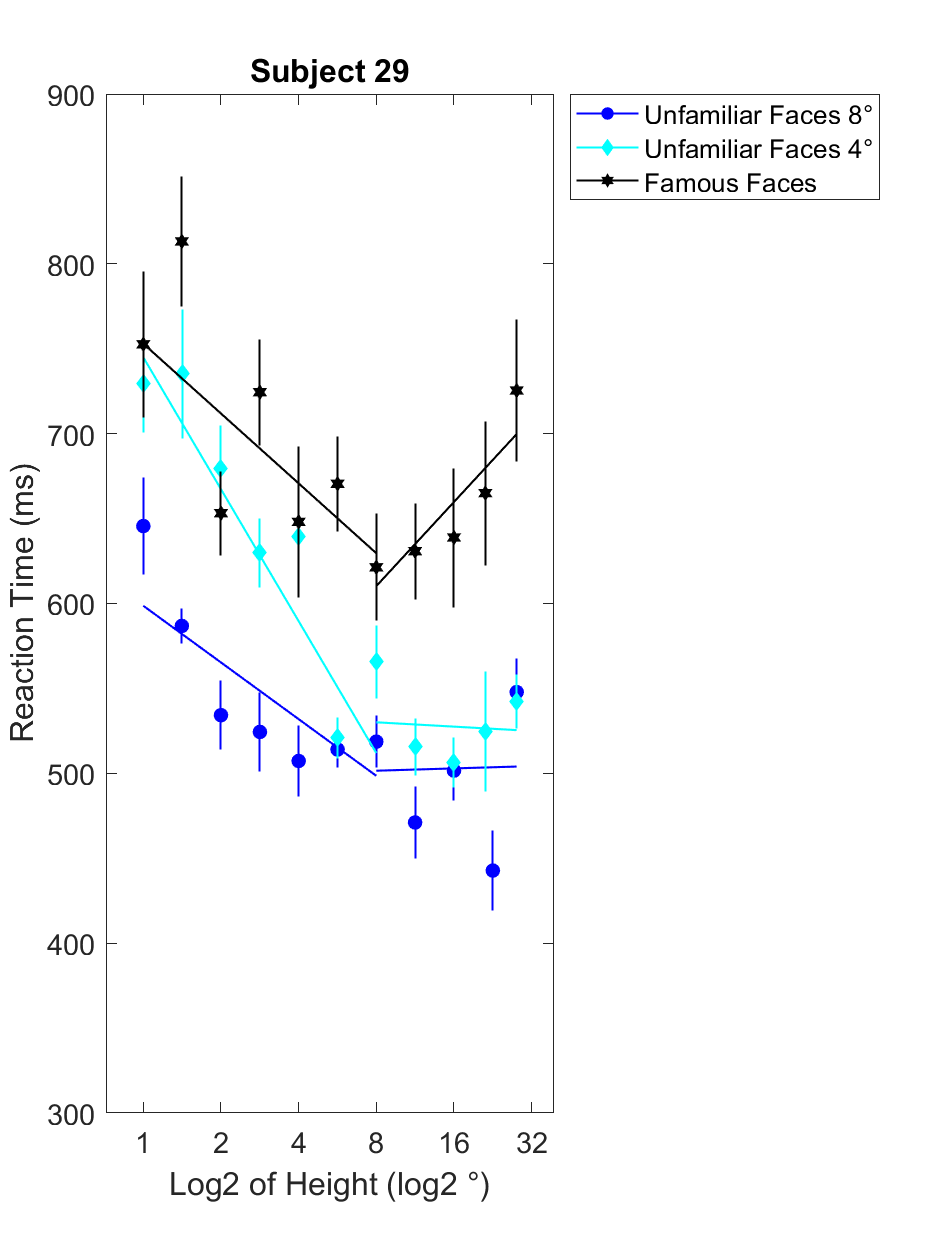 Subject 29
Unfamiliar Faces 8°
Unfamiliar Faces 4°
Famous Faces
900
800
700
600
500
400
300
Reaction Time (ms)
1 2 4 8 16 32
Log2 of Height (log2 °)